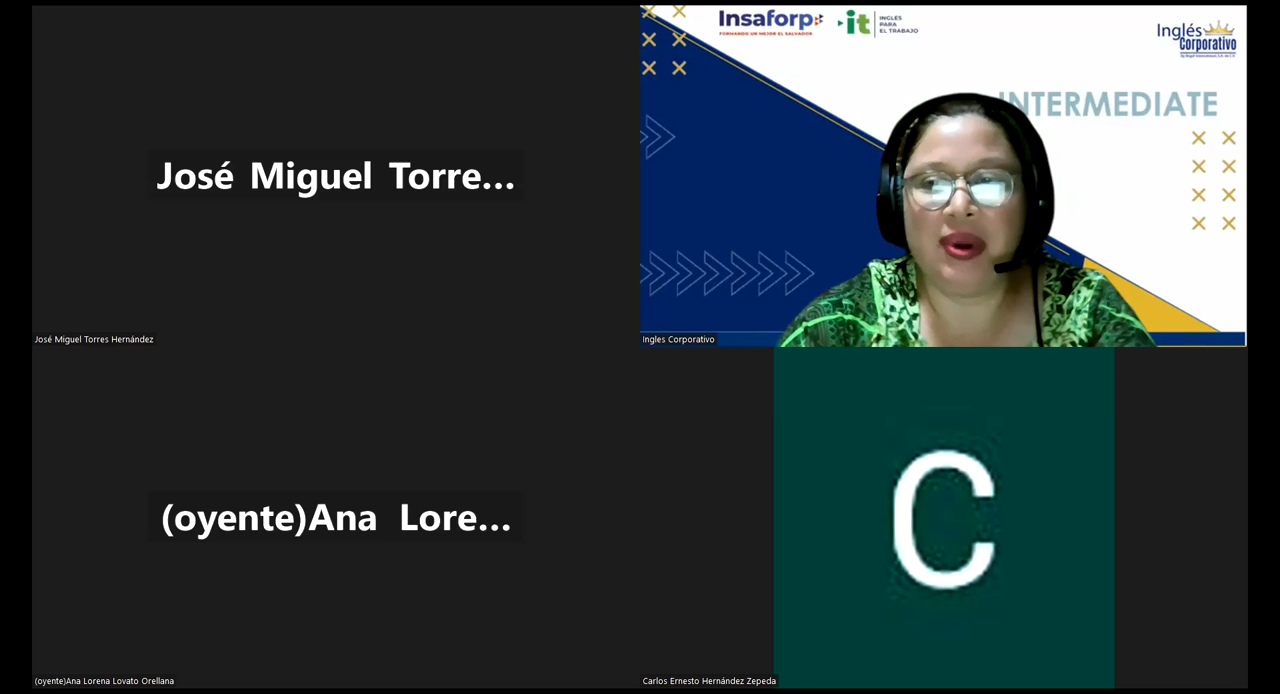 José Miguel Torre...
José Miguel Torres Hernández
Insaforp
FORMANDO UN MEJOR EL SALVADOR
it
INGLÉS
PARA
EL TRABAJO
Inglés
Corporativo
INTERMEDIATE
Ingles Corporativo
(oyente)Ana Lore...
(oyente)Ana Lorena Lovato Orellana
C
Carlos Ernesto Hernández Zepeda